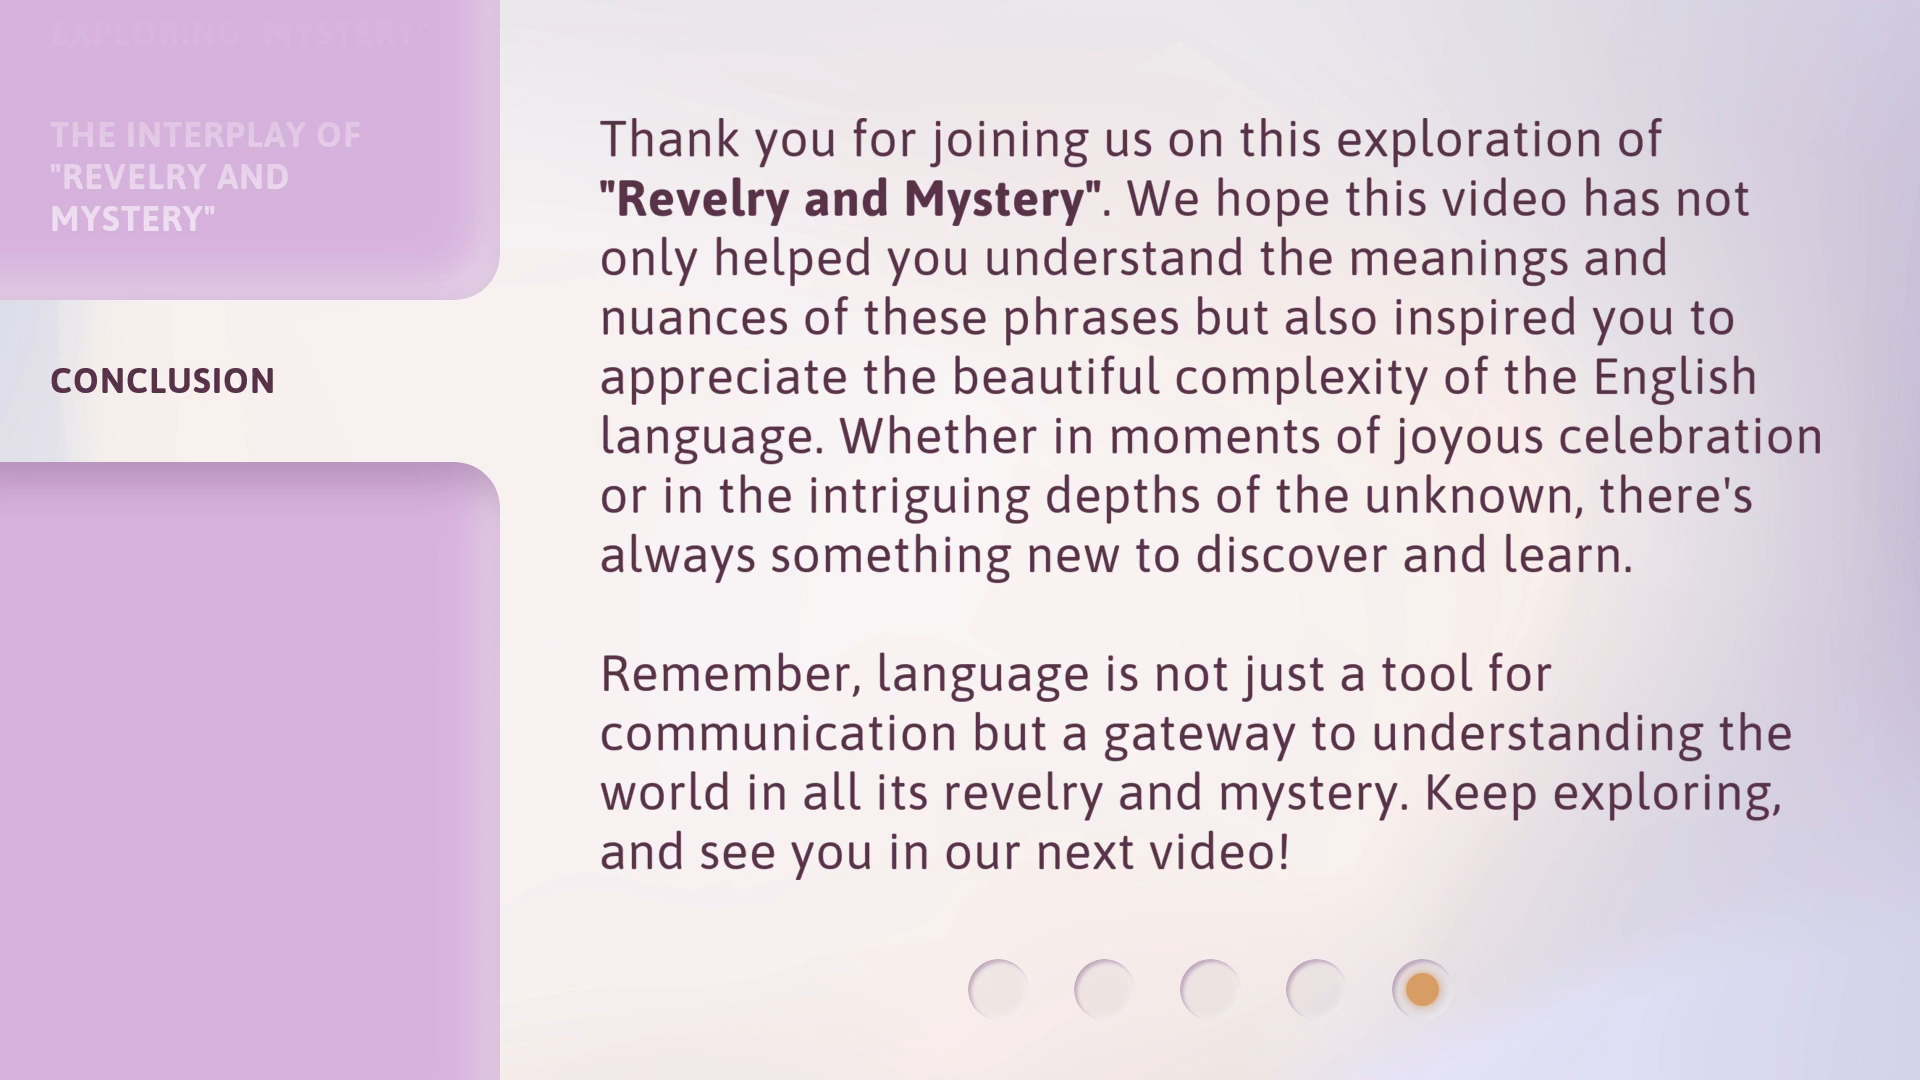 EXPLORING "MYSTERY"
THE INTERPLAY OF
"REVELRY AND
MYSTERY"
CONCLUSION
Thank you for joining us on this exploration of
"Revelry and Mystery". We hope this video has not
only helped you understand the meanings and
nuances of these phrases but also inspired you to
appreciate the beautiful complexity of the English
language. Whether in moments of joyous celebration
or in the intriguing depths of the unknown, there's
always something new to discover and learn.
Remember, language is not just a tool for
communication but a gateway to understanding the
world in all its revelry and mystery. Keep exploring,
and see you in our next video!